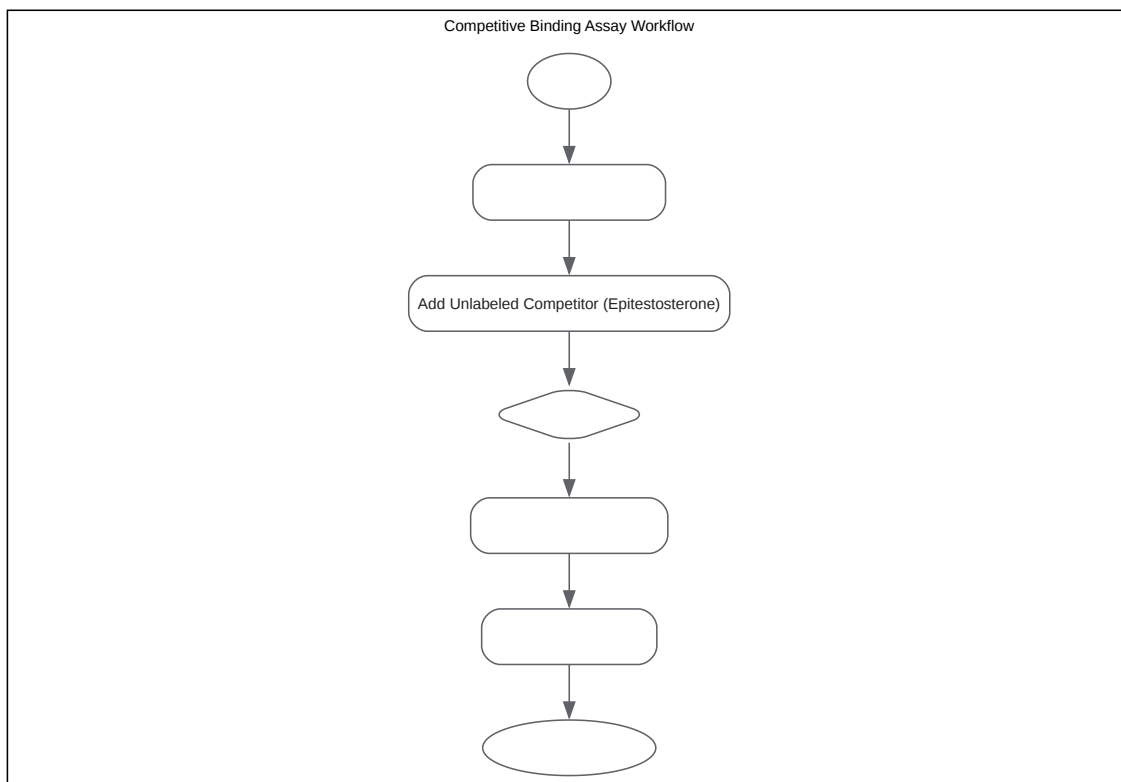 Competitive Binding Assay Workflow
Add Unlabeled Competitor (Epitestosterone)